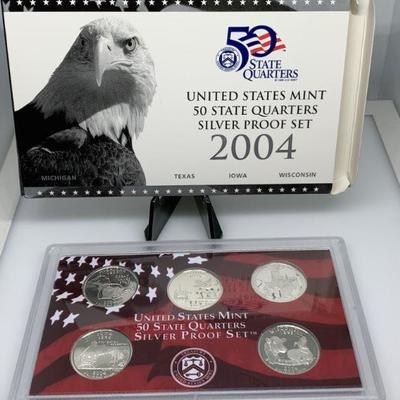 50
STATE
QUARTERS
UNITED STATES MINT
50 STATE QUARTERS
SILVER PROOF SET
2004
MICHIGAN TEXAS IOWA WISCONSIN
UNITED STATES MINT
50 STATE QUARTERS
SILVER PROOF SET™